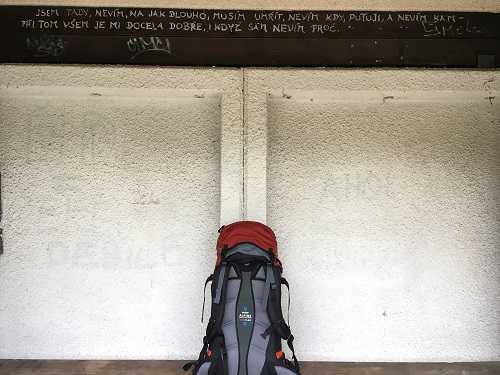 JSEM TADY, NEVÍM, NA JAK DLOUHO, MUSÍM UMŘÍT, NEVÍM KDY, PUTUJI, A NEVÍM KAM -
PŘI TOM VŠEM JE MI DOCELA DOBŘE, I KDYŽ SÁM NEVÍM PROČ.
AHOJ